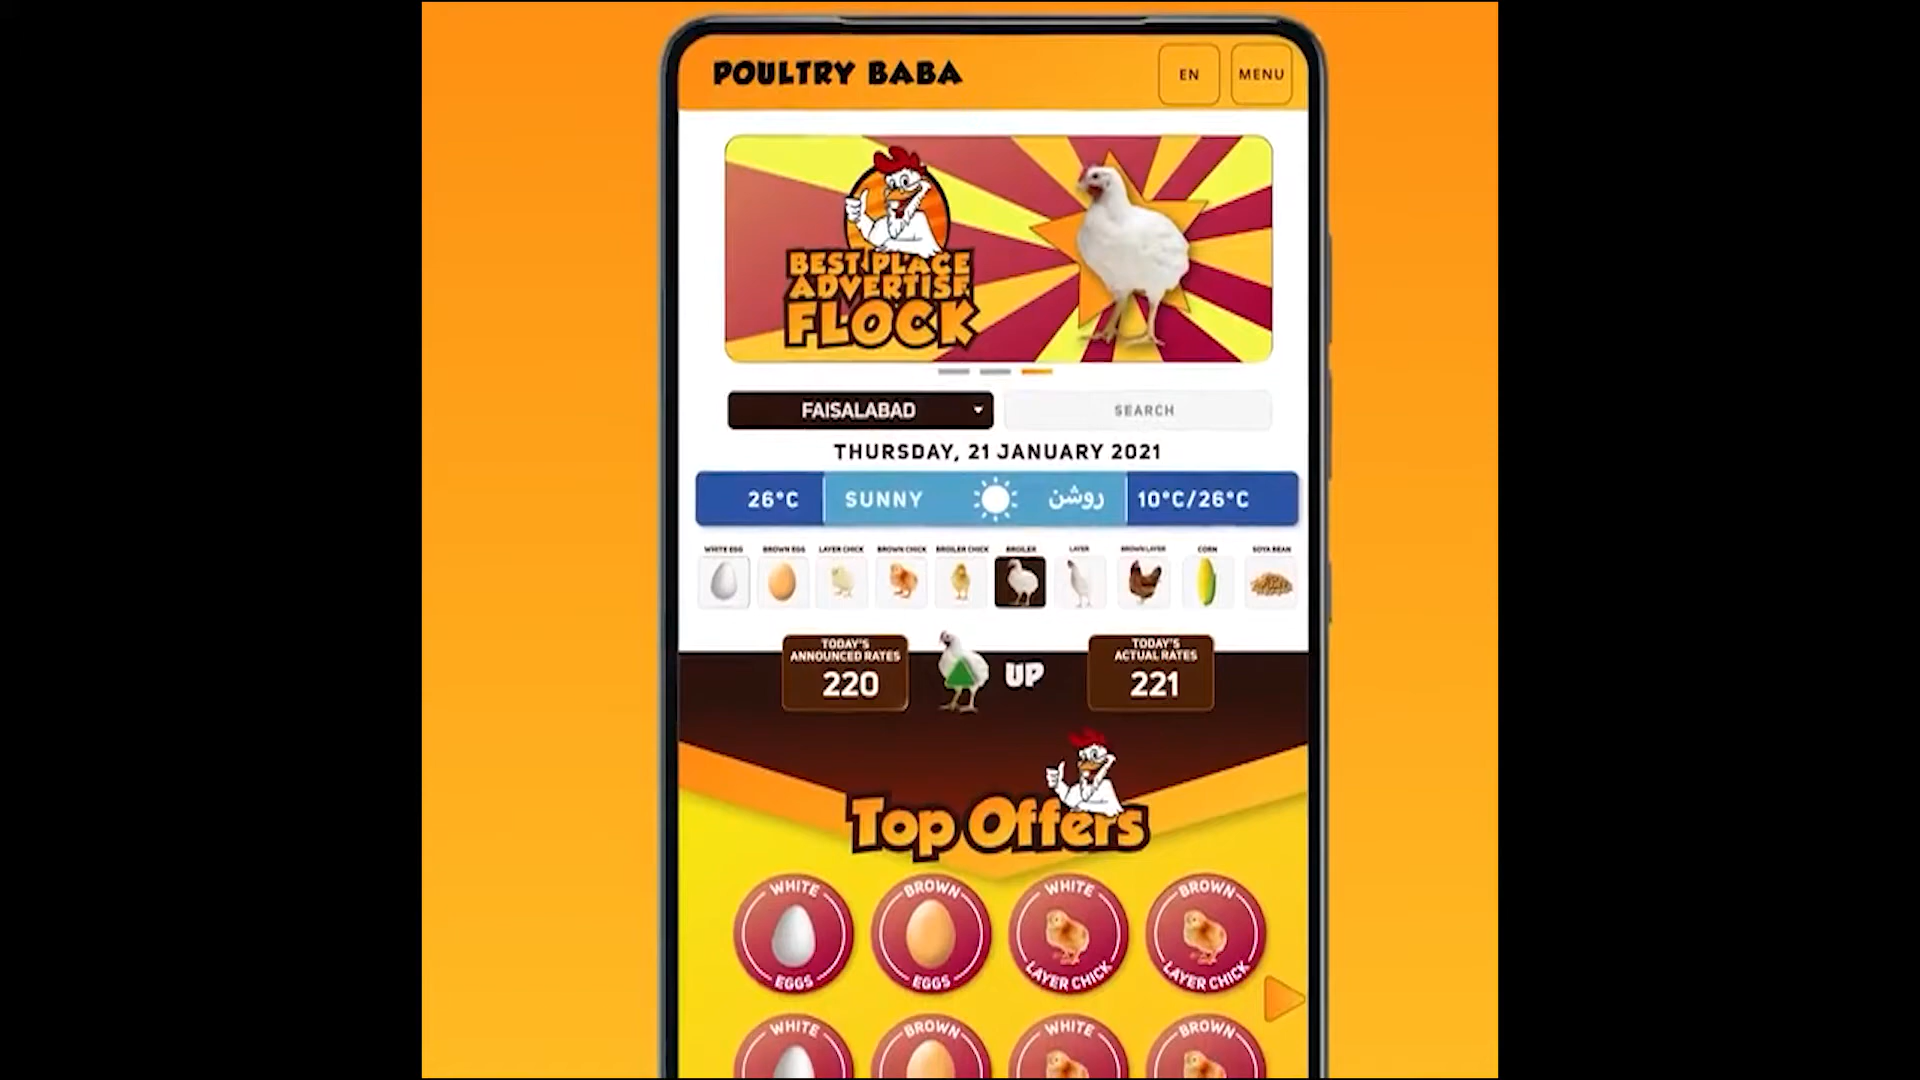 POULTRY BABA
EN
MENU
BEST PLACE
ADVERTISE
FLOCK
FAISALABAD
SEARCH
THURSDAY, 21 JANUARY 2021
26°C
SUNNY
روشن
10°C/26°C
WHITE EGG
BROWN EGG
LAYER CHICK
BROWN CHICK
BROILER CHICK
BROILER
LAYER
BROWN LAYER
CORN
SOYA BEAN
TODAY'S
ANNOUNCED RATES
220
UP
TODAY'S
ACTUAL RATES
221
Top Offers
WHITE
EGGS
BROWN
EGGS
WHITE
LAYER CHICK
BROWN
LAYER CHICK
WHITE
BROWN
WHITE
BROWN